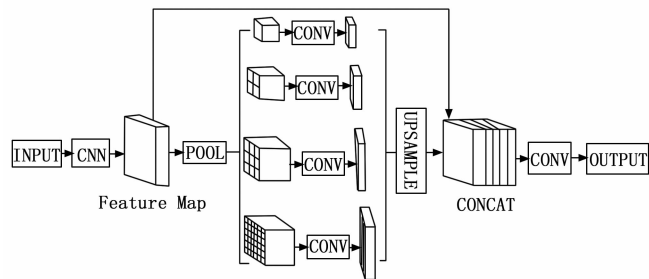 INPUT
CNN
Feature Map
POOL
CONV
CONV
CONV
CONV
UPSAMPLE
CONCAT
CONV
OUTPUT